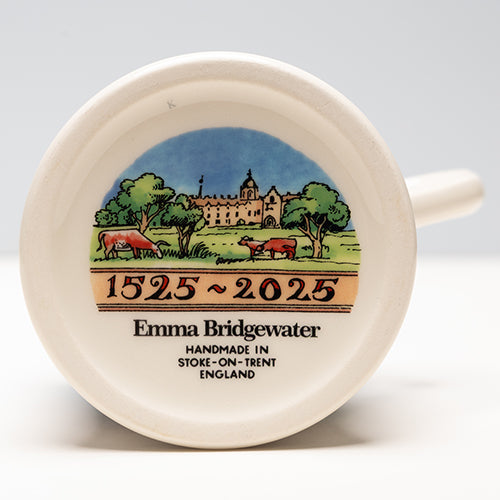 K
1525 ~ 2025
Emma Bridgewater
HANDMADE IN
STOKE-ON-TRENT
ENGLAND